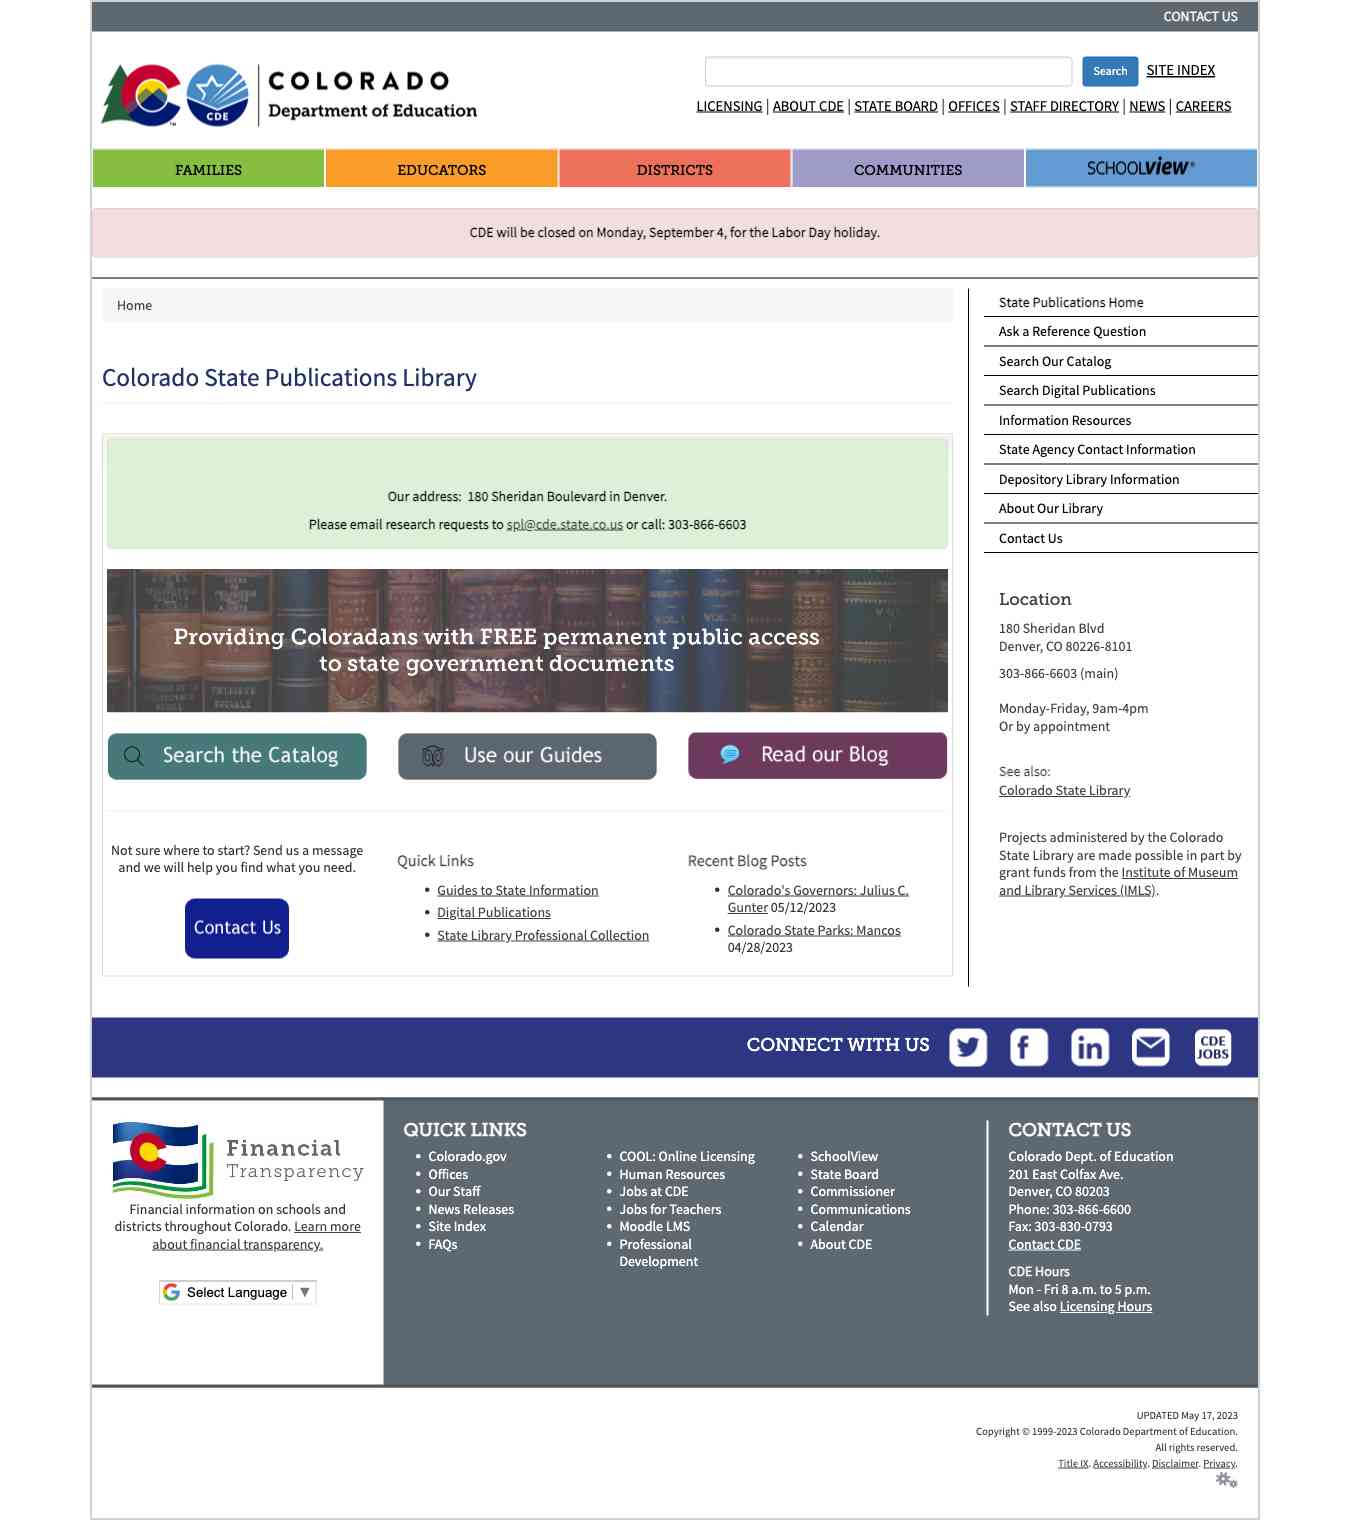 CONTACT US
CDE
COLORADO
Department of Education
Search SITE INDEX
LICENSING | ABOUT CDE | STATE BOARD | OFFICES | STAFF DIRECTORY | NEWS | CAREERS
FAMILIES
EDUCATORS
DISTRICTS
COMMUNITIES
SCHOOLVIEW®
CDE will be closed on Monday, September 4, for the Labor Day holiday.
Home
Colorado State Publications Library
Our address:  180 Sheridan Boulevard in Denver.
Please email research requests to spl@cde.state.co.us or call: 303-866-6603
Providing Coloradans with FREE permanent public access
to state government documents
Search the Catalog
Use our Guides
Read our Blog
Not sure where to start? Send us a message
and we will help you find what you need.
Contact Us
Quick Links
• Guides to State Information
• Digital Publications
• State Library Professional Collection
Recent Blog Posts
• Colorado's Governors: Julius C.
Gunter 05/12/2023
• Colorado State Parks: Mancos
04/28/2023
State Publications Home
Ask a Reference Question
Search Our Catalog
Search Digital Publications
Information Resources
State Agency Contact Information
Depository Library Information
About Our Library
Contact Us
Location
180 Sheridan Blvd
Denver, CO 80226-8101
303-866-6603 (main)
Monday-Friday, 9am-4pm
Or by appointment
See also:
Colorado State Library
Projects administered by the Colorado
State Library are made possible in part by
grant funds from the Institute of Museum
and Library Services (IMLS).
CONNECT WITH US
CDE
JOBS
Financial
Transparency
Financial information on schools and
districts throughout Colorado. Learn more
about financial transparency.
Select Language ▼
QUICK LINKS
• Colorado.gov
• Offices
• Our Staff
• News Releases
• Site Index
• FAQs
• COOL: Online Licensing
• Human Resources
• Jobs at CDE
• Jobs for Teachers
• Moodle LMS
• Professional
Development
• SchoolView
• State Board
• Commissioner
• Communications
• Calendar
• About CDE
CONTACT US
Colorado Dept. of Education
201 East Colfax Ave.
Denver, CO 80203
Phone: 303-866-6600
Fax: 303-830-0793
Contact CDE
CDE Hours
Mon - Fri 8 a.m. to 5 p.m.
See also Licensing Hours
UPDATED May 17, 2023
Copyright © 1999-2023 Colorado Department of Education.
All rights reserved.
Title IX. Accessibility. Disclaimer. Privacy.